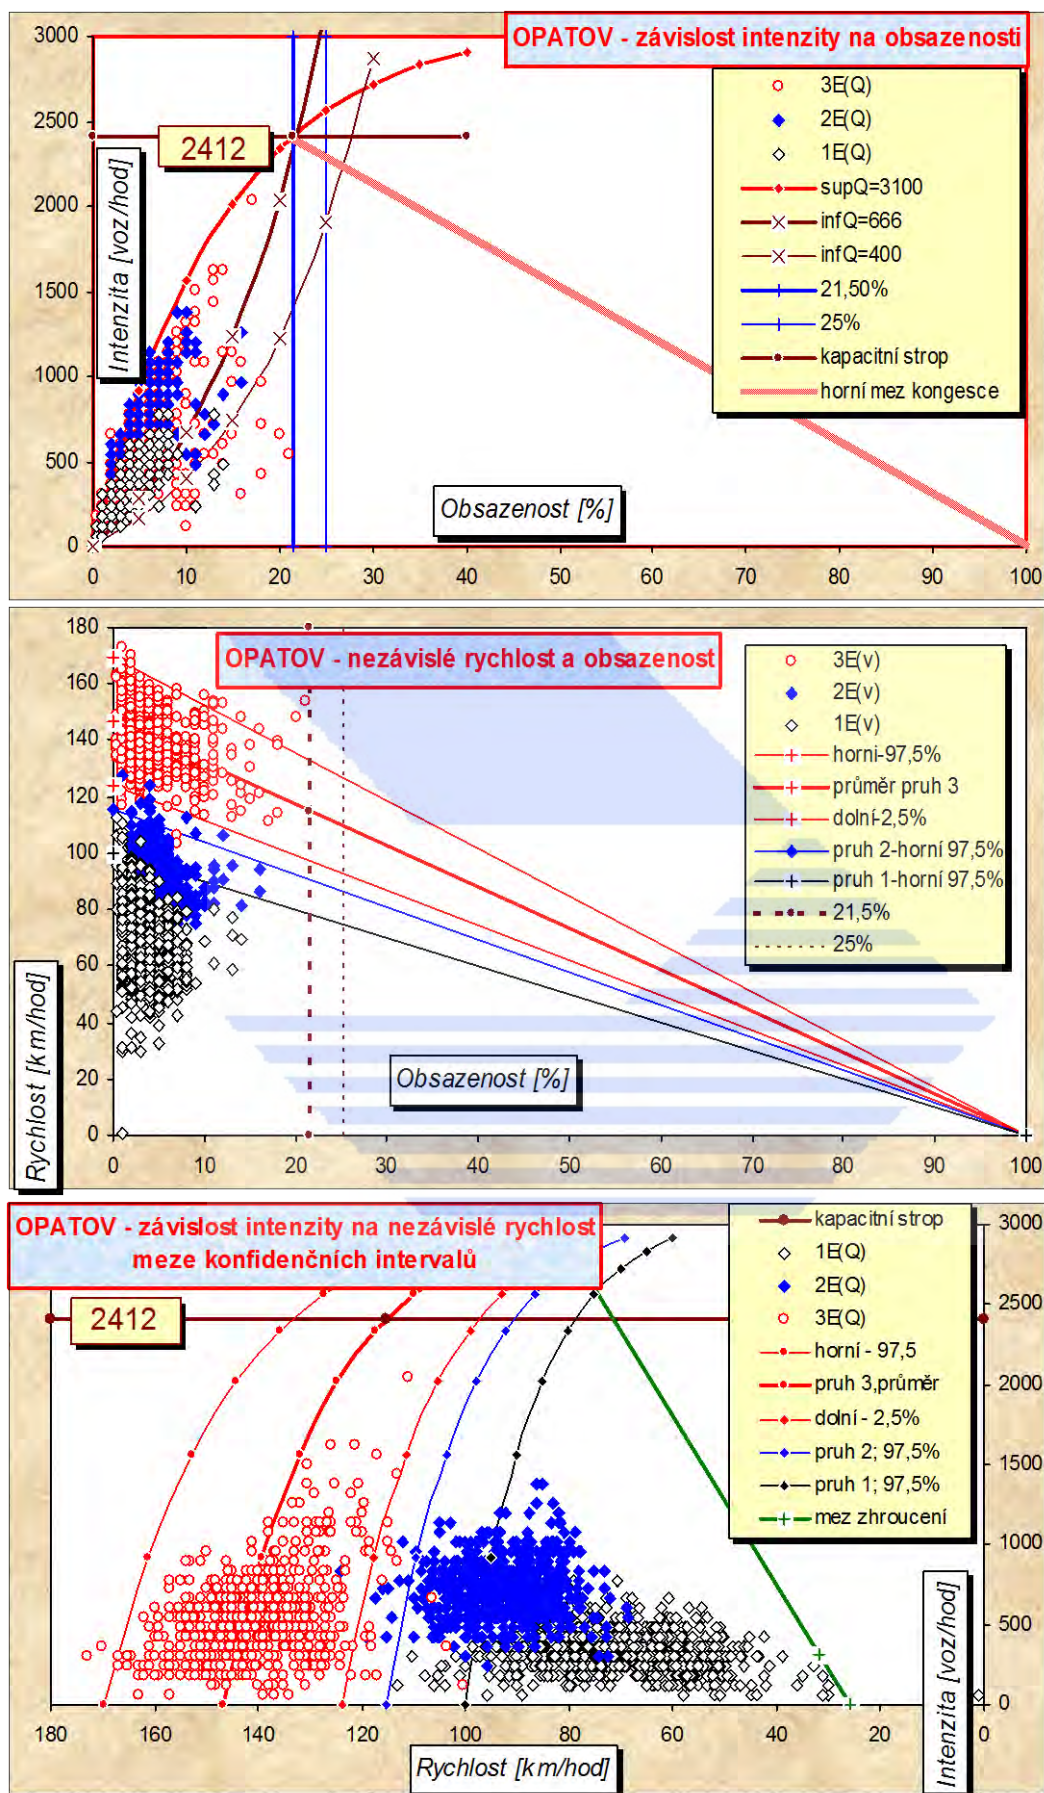 OPATOV - závislost intenzity na obsazenosti
3000
2500
2000
1500
1000
500
0
Intenzita [voz/hod]
2412
3E(Q)
2E(Q)
1E(Q)
supQ=3100
infQ=666
infQ=400
21,50%
25%
kapacitní strop
horní mez kongesce
Obsazenost [%]
0 10 20 30 40 50 60 70 80 90 100
OPATOV - nezávislé rychlost a obsazenost
180
160
140
120
100
80
60
40
20
0
Rychlost [km/hod]
3E(v)
2E(v)
1E(v)
horni-97,5%
průměr pruh 3
dolní-2,5%
pruh 2-horní 97,5%
pruh 1-horní 97,5%
21,5%
25%
Obsazenost [%]
0 10 20 30 40 50 60 70 80 90 100
OPATOV - závislost intenzity na nezávislé rychlost
meze konfidenčních intervalů
2412
kapacitní strop
1E(Q)
2E(Q)
3E(Q)
horní - 97,5
pruh 3,průměr
dolní - 2,5%
pruh 2; 97,5%
pruh 1; 97,5%
mez zhroucení
3000
2500
2000
1500
1000
500
0
Intenzita [voz/hod]
180 160 140 120 100 80 60 40 20 0
Rychlost [km/hod]